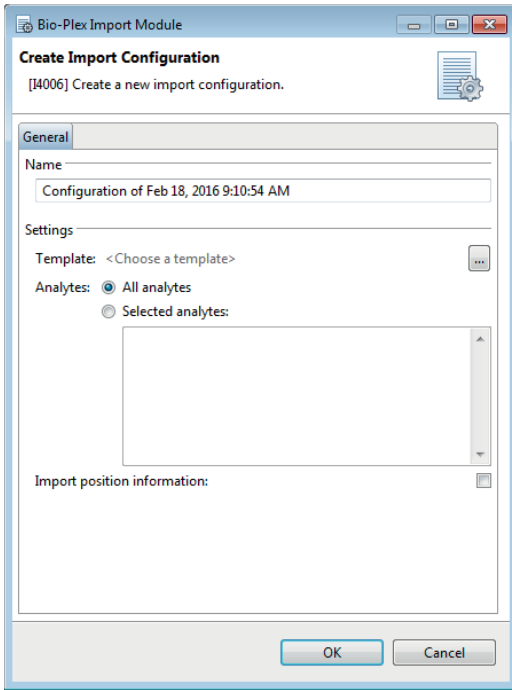 Bio-Plex Import Module
Create Import Configuration
[I4006] Create a new import configuration.
General
Name
Configuration of Feb 18, 2016 9:10:54 AM
Settings
Template: <Choose a template>
...
Analytes: All analytes
Selected analytes:
Import position information:
OK Cancel